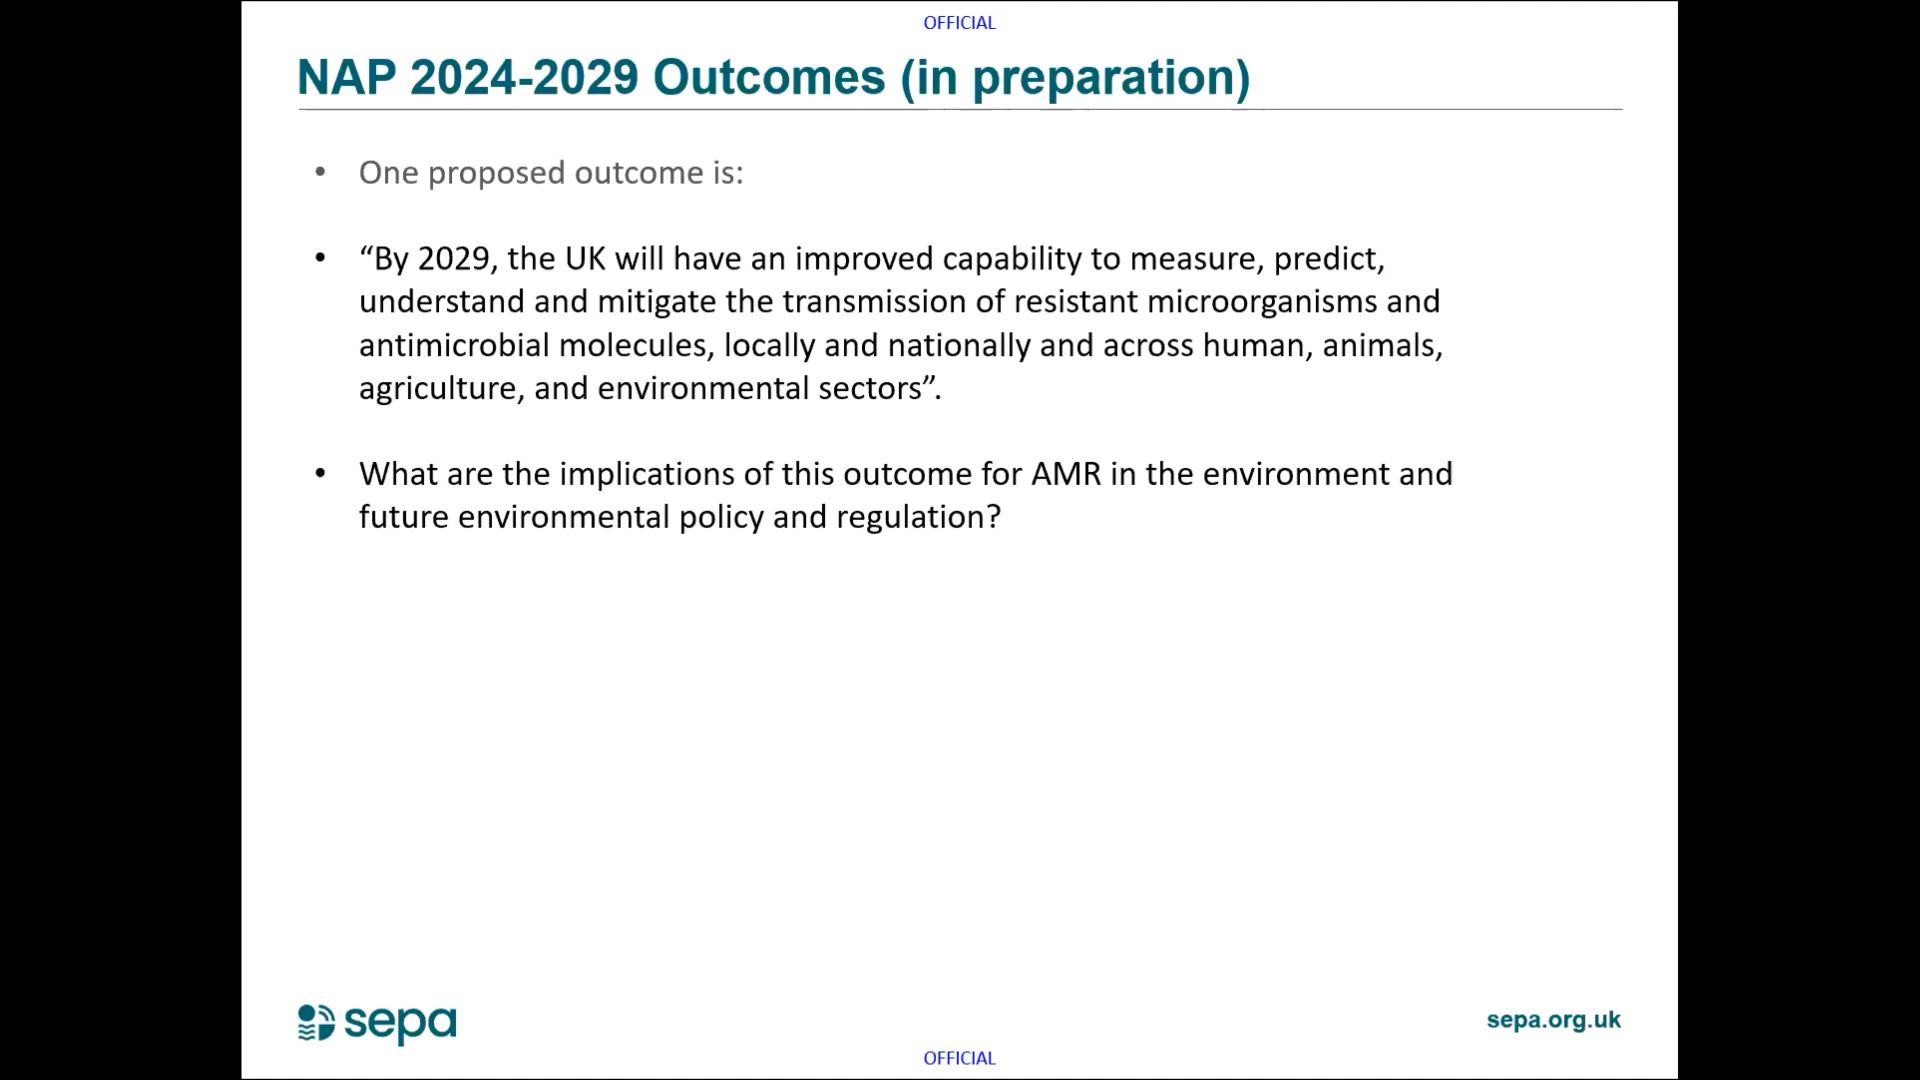 OFFICIAL
NAP 2024-2029 Outcomes (in preparation)
• One proposed outcome is:
• “By 2029, the UK will have an improved capability to measure, predict,
understand and mitigate the transmission of resistant microorganisms and
antimicrobial molecules, locally and nationally and across human, animals,
agriculture, and environmental sectors”.
• What are the implications of this outcome for AMR in the environment and
future environmental policy and regulation?
sepa
sepa.org.uk
OFFICIAL